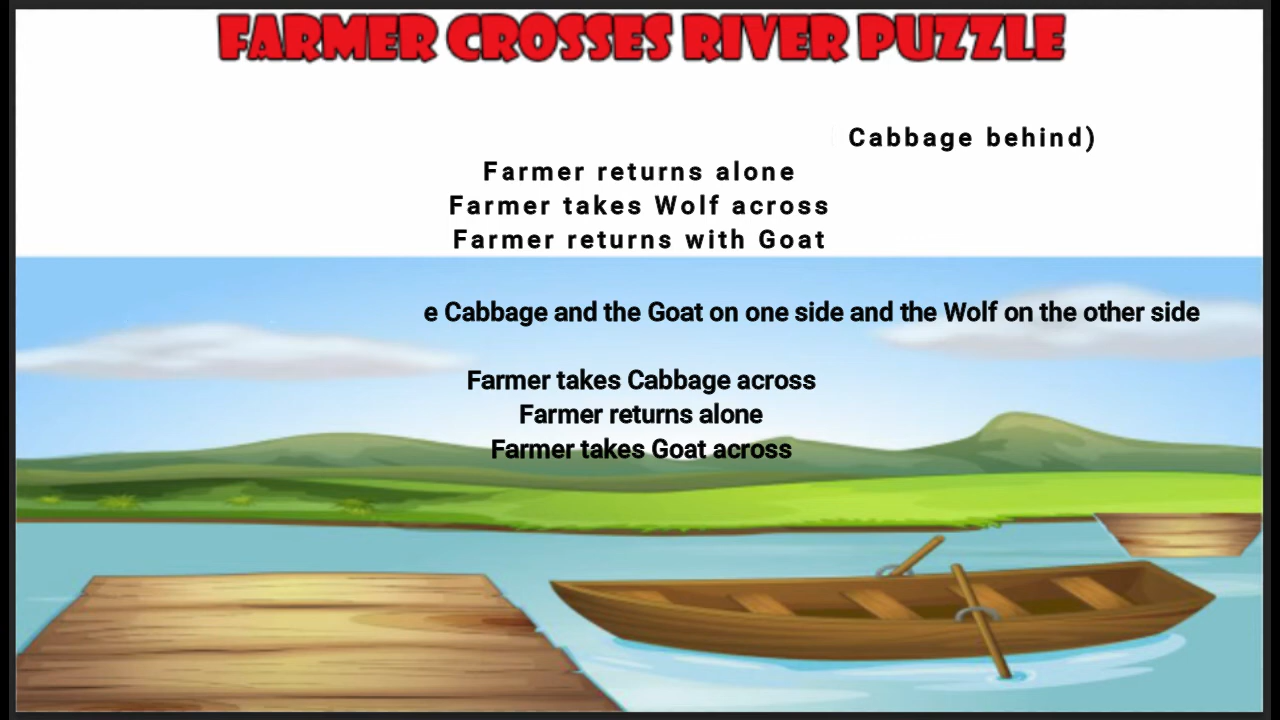 FARMER CROSSES RIVER PUZZLE
Cabbage behind)
Farmer returns alone
Farmer takes Wolf across
Farmer returns with Goat
e Cabbage and the Goat on one side and the Wolf on the other side
Farmer takes Cabbage across
Farmer returns alone
Farmer takes Goat across